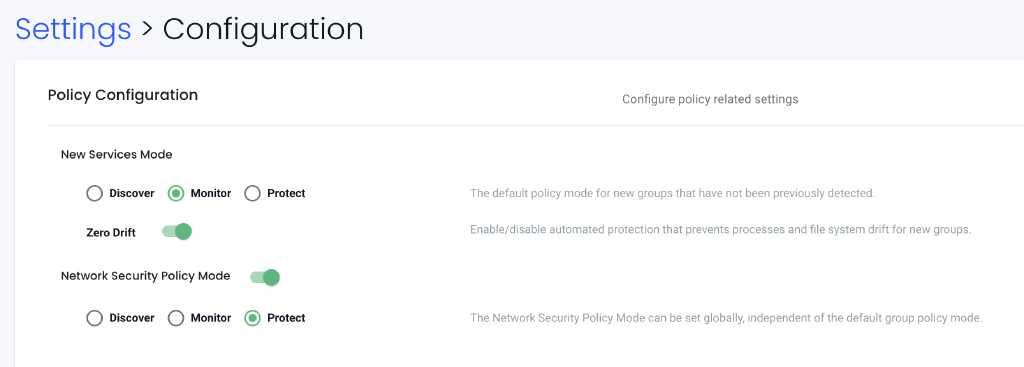 Settings > Configuration
Policy Configuration
Configure policy related settings
New Services Mode
Discover Monitor Protect
The default policy mode for new groups that have not been previously detected.
Zero Drift
Enable/disable automated protection that prevents processes and file system drift for new groups.
Network Security Policy Mode
Discover Monitor Protect
The Network Security Policy Mode can be set globally, independent of the default group policy mode.